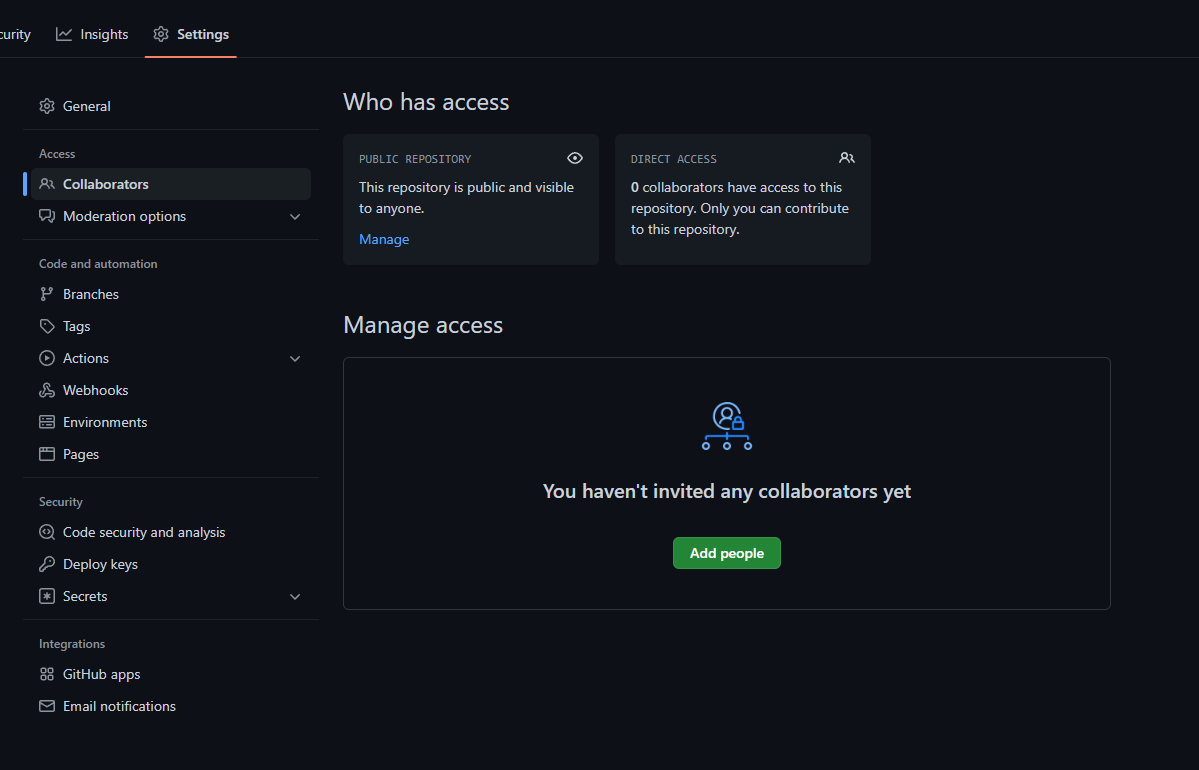 curity
Insights
Settings
General
Access
Collaborators
Moderation options
Code and automation
Branches
Tags
Actions
Webhooks
Environments
Pages
Security
Code security and analysis
Deploy keys
Secrets
Integrations
GitHub apps
Email notifications
Who has access
PUBLIC REPOSITORY
This repository is public and visible
to anyone.
Manage
DIRECT ACCESS
0 collaborators have access to this
repository. Only you can contribute
to this repository.
Manage access
You haven't invited any collaborators yet
Add people